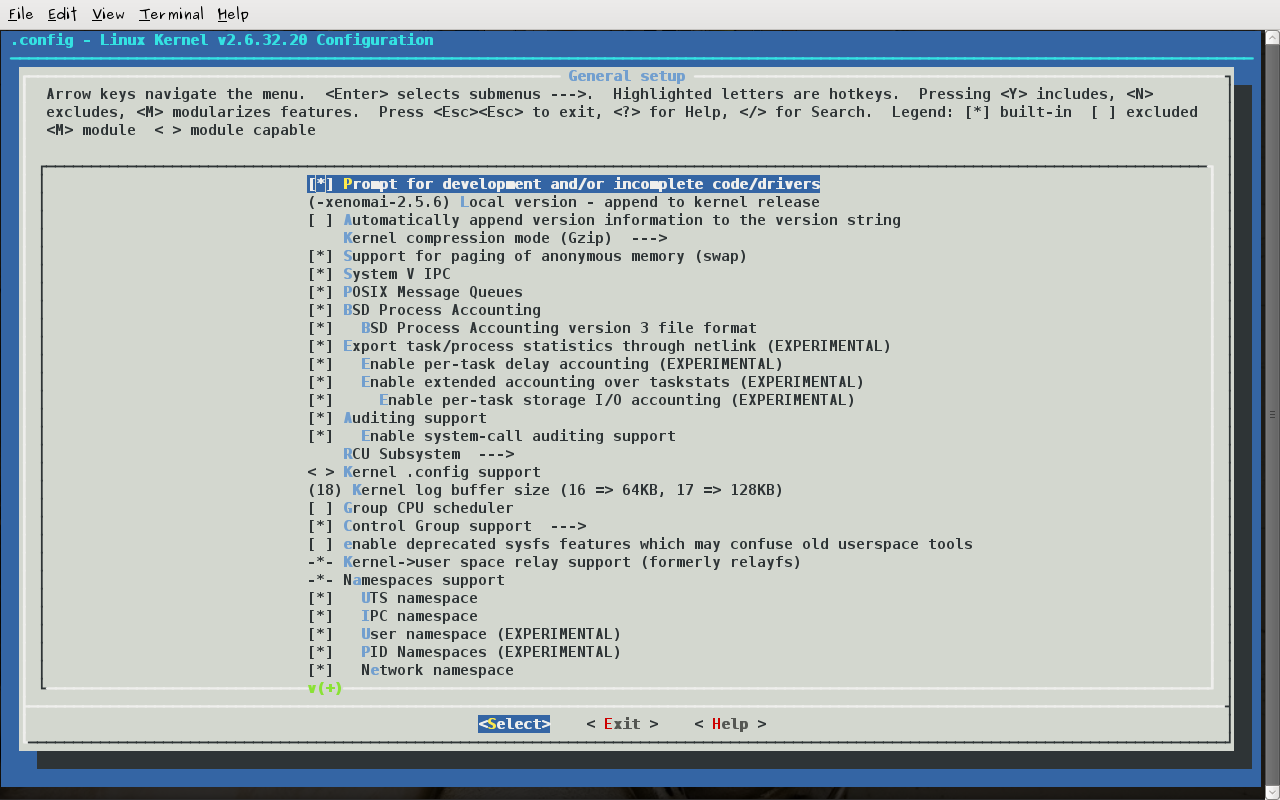 File Edit View Terminal Help
.config - Linux Kernel v2.6.32.20 Configuration
General setup
Arrow keys navigate the menu.  <Enter> selects submenus --->.  Highlighted letters are hotkeys.  Pressing <Y> includes, <N>
excludes, <M> modularizes features.  Press <Esc><Esc> to exit, <?> for Help, </> for Search.  Legend: [*] built-in  [ ] excluded
<M> module  < > module capable
[*] Prompt for development and/or incomplete code/drivers
(-xenomai-2.5.6) Local version - append to kernel release
[ ] Automatically append version information to the version string
    Kernel compression mode (Gzip)  --->
[*] Support for paging of anonymous memory (swap)
[*] System V IPC
[*] POSIX Message Queues
[*] BSD Process Accounting
[*]   BSD Process Accounting version 3 file format
[*] Export task/process statistics through netlink (EXPERIMENTAL)
[*]   Enable per-task delay accounting (EXPERIMENTAL)
[*]   Enable extended accounting over taskstats (EXPERIMENTAL)
[*]     Enable per-task storage I/O accounting (EXPERIMENTAL)
[*] Auditing support
[*]   Enable system-call auditing support
    RCU Subsystem  --->
< > Kernel .config support
(18) Kernel log buffer size (16 => 64KB, 17 => 128KB)
[ ] Group CPU scheduler
[*] Control Group support  --->
[ ] enable deprecated sysfs features which may confuse old userspace tools
-*- Kernel->user space relay support (formerly relayfs)
-*- Namespaces support
[*]   UTS namespace
[*]   IPC namespace
[*]   User namespace (EXPERIMENTAL)
[*]   PID Namespaces (EXPERIMENTAL)
[*]   Network namespace
v(+)
<Select>    < Exit >    < Help >